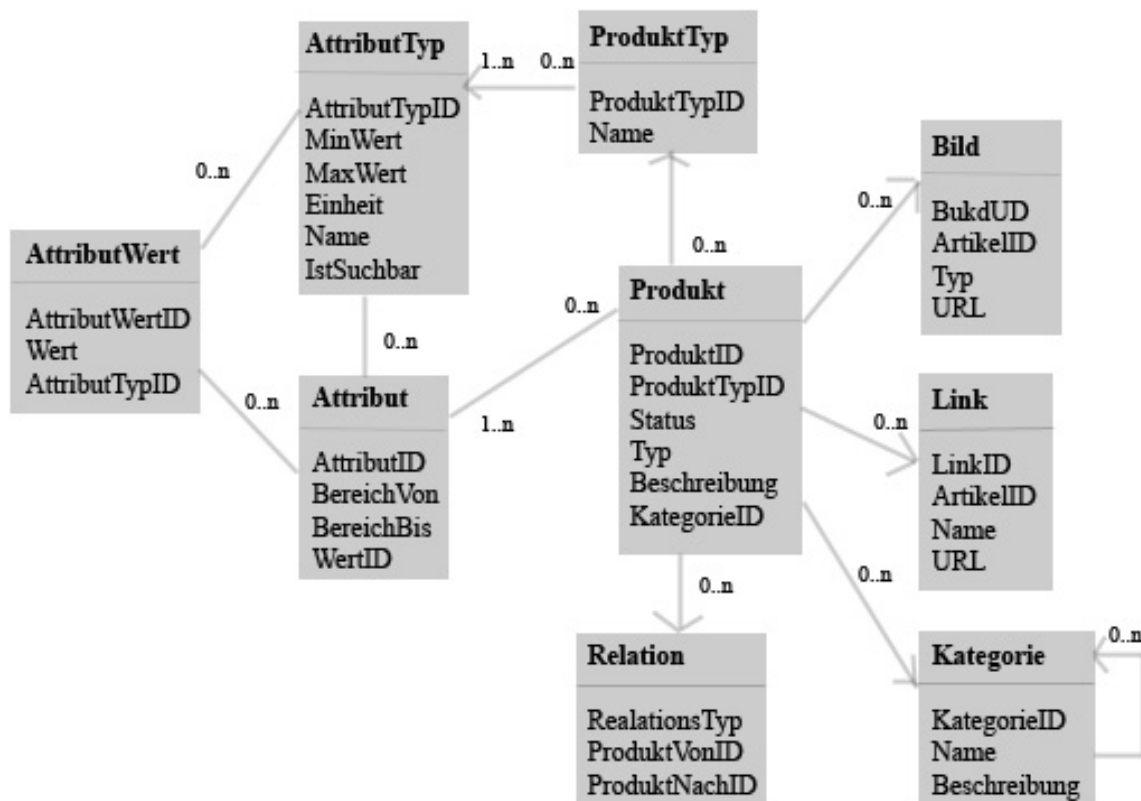 AttributTyp
AttributTypID
MinWert
MaxWert
Einheit
Name
IstSuchbar
1..n
0..n
ProduktTyp
ProduktTypID
Name
0..n
Bild
BukdUD
ArtikelID
Typ
URL
0..n
0..n
AttributWert
AttributWertID
Wert
AttributTypID
0..n
0..n
Attribut
AttributID
BereichVon
BereichBis
WertID
0..n
1..n
Produkt
ProduktID
ProduktTypID
Status
Typ
Beschreibung
KategorieID
0..n
Link
LinkID
ArtikelID
Name
URL
0..n
0..n
Relation
RealationsTyp
ProduktVonID
ProduktNachID
Kategorie
KategorieID
Name
Beschreibung
0..n